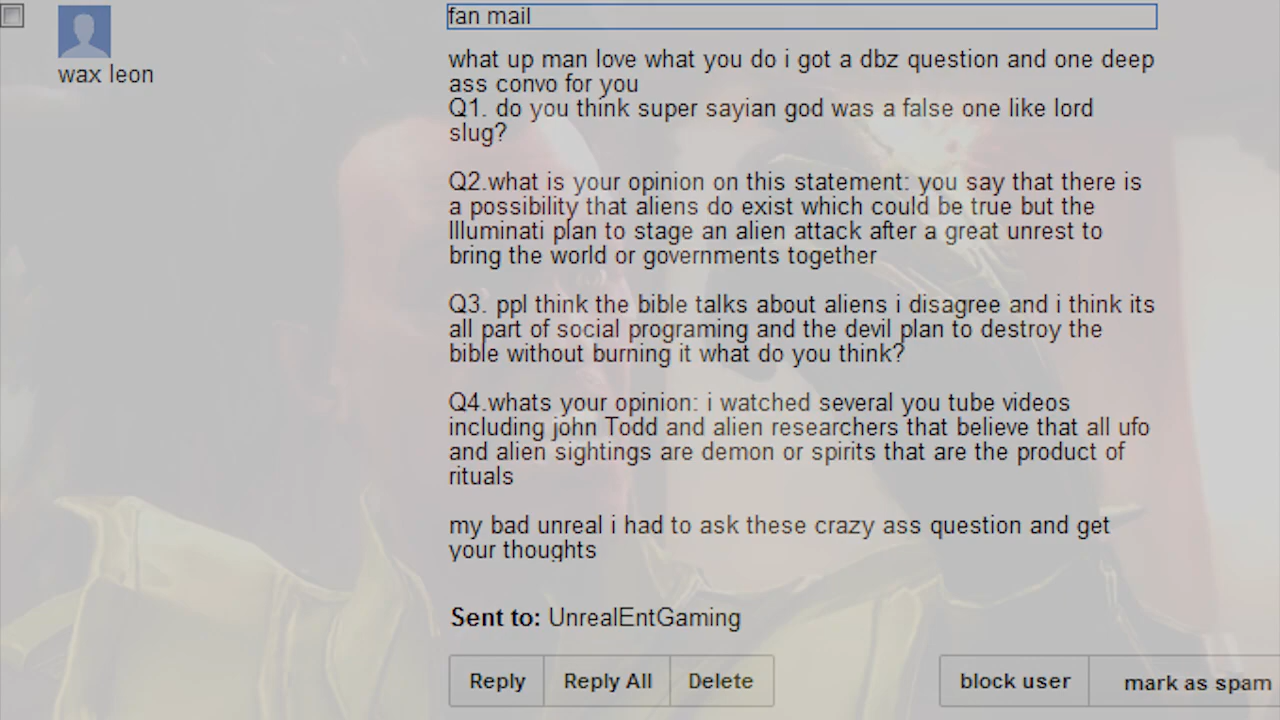 fan mail
wax leon
what up man love what you do i got a dbz question and one deep
ass convo for you
Q1. do you think super sayian god was a false one like lord
slug?
Q2.what is your opinion on this statement: you say that there is
a possibility that aliens do exist which could be true but the
Illuminati plan to stage an alien attack after a great unrest to
bring the world or governments together
Q3. ppl think the bible talks about aliens i disagree and i think its
all part of social programing and the devil plan to destroy the
bible without burning it what do you think?
Q4.whats your opinion: i watched several you tube videos
including john Todd and alien researchers that believe that all ufo
and alien sightings are demon or spirits that are the product of
rituals
my bad unreal i had to ask these crazy ass question and get
your thoughts
Sent to: UnrealEntGaming
Reply Reply All Delete block user mark as spam